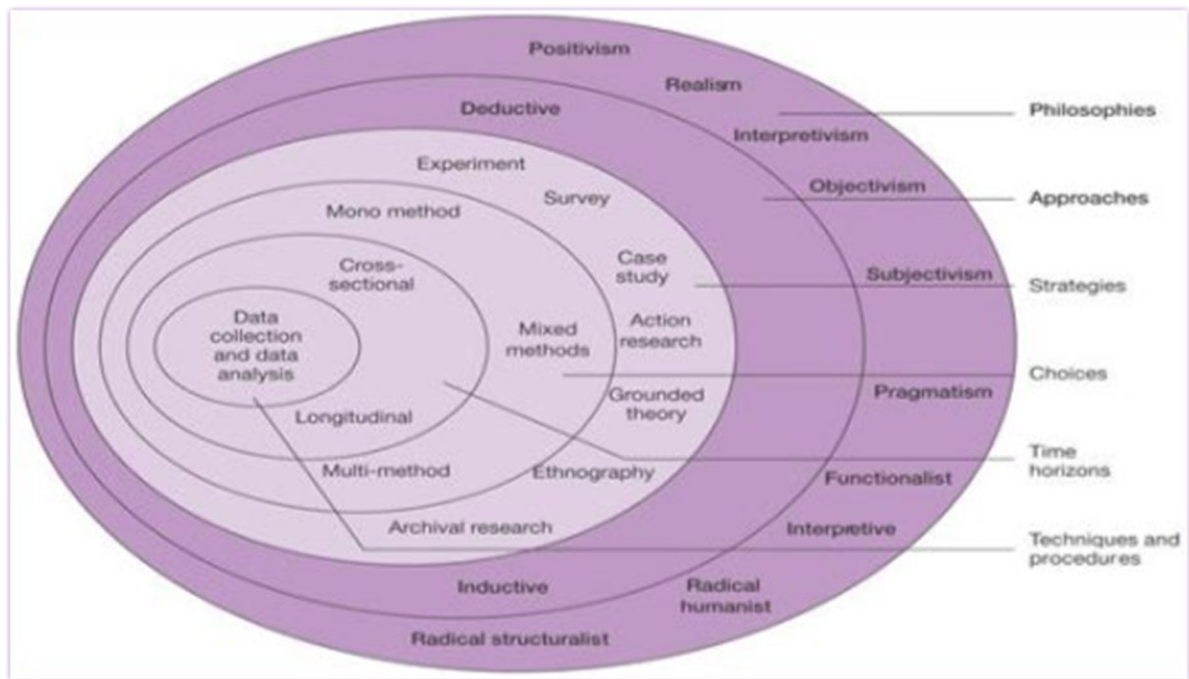 Positivism
Realism
Philosophies
Deductive
Interpretivism
Experiment
Objectivism
Survey
Approaches
Mono method
Case
study
Cross-
sectional
Subjectivism
Strategies
Data
collection
and data
analysis
Mixed
methods
Action
research
Choices
Pragmatism
Grounded
theory
Longitudinal
Time
horizons
Multi-method
Ethnography
Functionalist
Archival research
Interpretive
Techniques and
procedures
Inductive
Radical
humanist
Radical structuralist